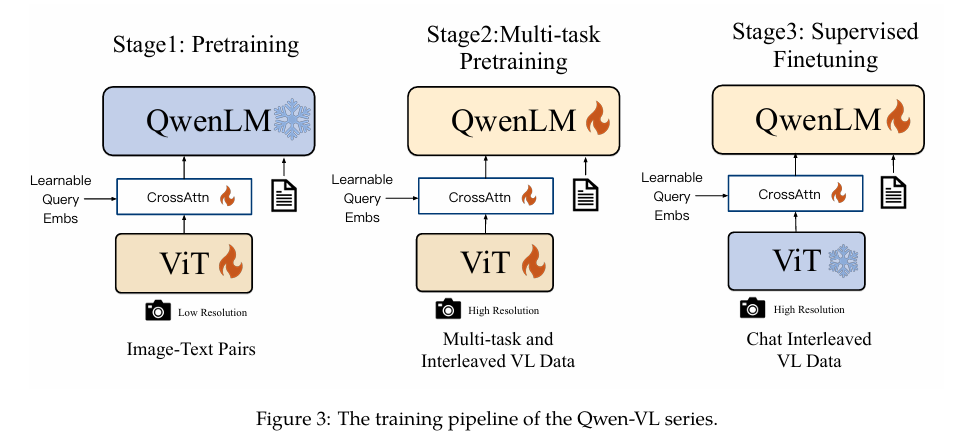 Stage1: Pretraining
QwenLM
Learnable
Query
Embs
CrossAttn
ViT
Low Resolution
Image-Text Pairs
Stage2:Multi-task
Pretraining
QwenLM
Learnable
Query
Embs
CrossAttn
ViT
High Resolution
Multi-task and
Interleaved VL Data
Stage3: Supervised
Finetuning
QwenLM
Learnable
Query
Embs
CrossAttn
ViT
High Resolution
Chat Interleaved
VL Data
Figure 3: The training pipeline of the Qwen-VL series.